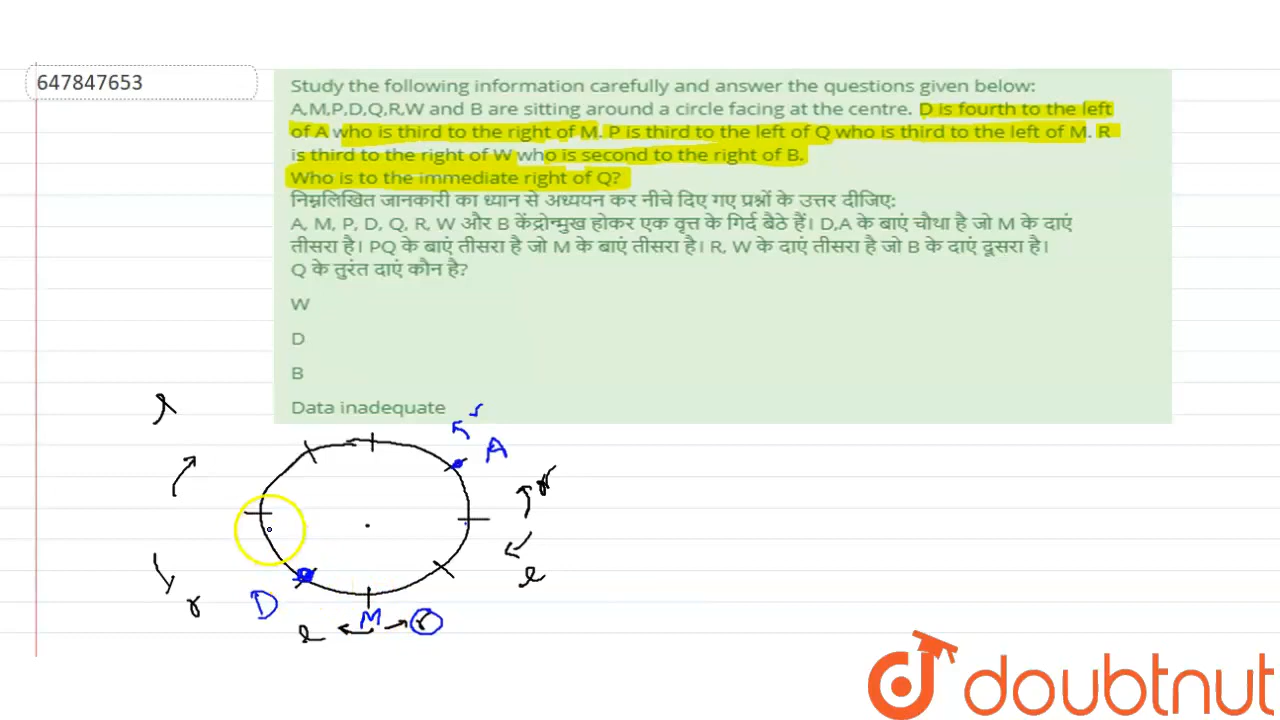 647847653
Study the following information carefully and answer the questions given below:
A,M,P,D,Q,R,W and B are sitting around a circle facing at the centre. D is fourth to the left
of A who is third to the right of M. P is third to the left of Q who is third to the left of M. R
is third to the right of W who is second to the right of B.
Who is to the immediate right of Q?
निम्नलिखित जानकारी का ध्यान से अध्ययन कर नीचे दिए गए प्रश्नों के उत्तर दीजिए:
A, M, P, D, Q, R, W और B केंद्रोन्मुख होकर एक वृत्त के गिर्द बैठे हैं। D,A के बाएं चौथा है जो M के दाएं
तीसरा है। PQ के बाएं तीसरा है जो M के बाएं तीसरा है। R, W के दाएं तीसरा है जो B के दाएं दूसरा है।
Q के तुरंत दाएं कौन है?
W
D
B
Data inadequate
r
A
r
l
D
r
M
l
r
doubtnut